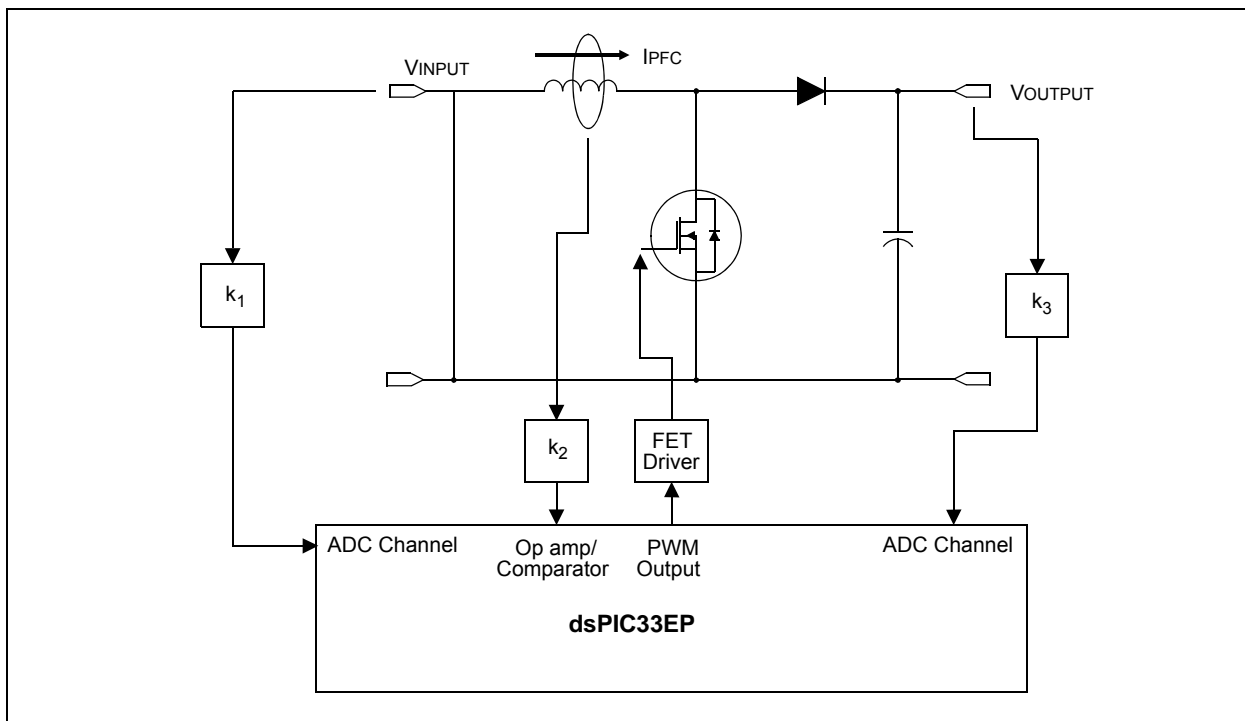 IPFC
VINPUT
VOUTPUT
k1
k3
k2
FET
Driver
ADC Channel
Op amp/
Comparator
PWM
Output
ADC Channel
dsPIC33EP